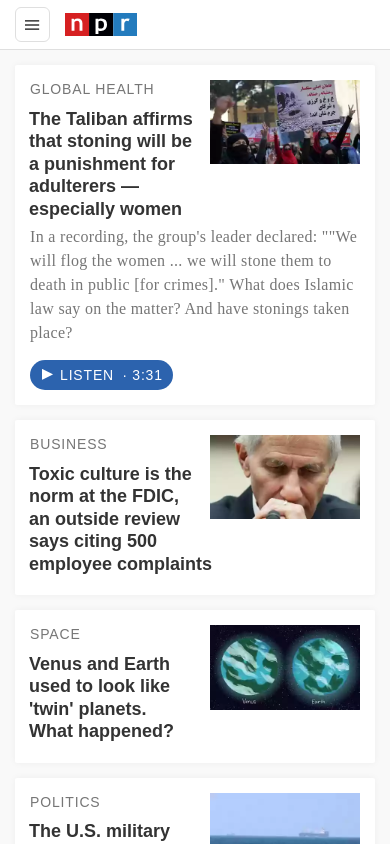 npr
GLOBAL HEALTH
The Taliban affirms
that stoning will be
a punishment for
adulterers —
especially women
In a recording, the group's leader declared: ""We
will flog the women ... we will stone them to
death in public [for crimes]." What does Islamic
law say on the matter? And have stonings taken
place?
LISTEN · 3:31
BUSINESS
Toxic culture is the
norm at the FDIC,
an outside review
says citing 500
employee complaints
SPACE
Venus and Earth
used to look like
'twin' planets.
What happened?
Venus Earth
POLITICS
The U.S. military